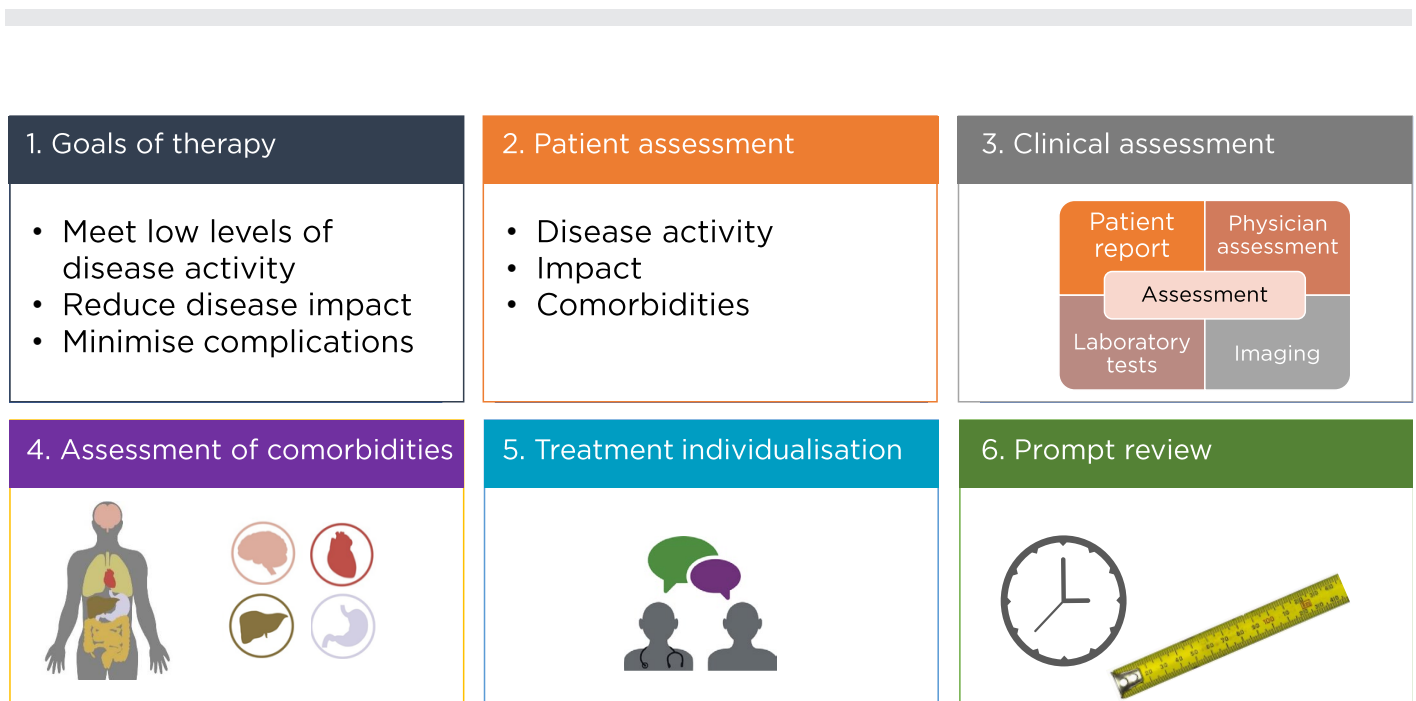 1. Goals of therapy
• Meet low levels of
disease activity
• Reduce disease impact
• Minimise complications
2. Patient assessment
• Disease activity
• Impact
• Comorbidities
3. Clinical assessment
Patient
report
Physician
assessment
Assessment
Laboratory
tests
Imaging
4. Assessment of comorbidities
5. Treatment individualisation
6. Prompt review